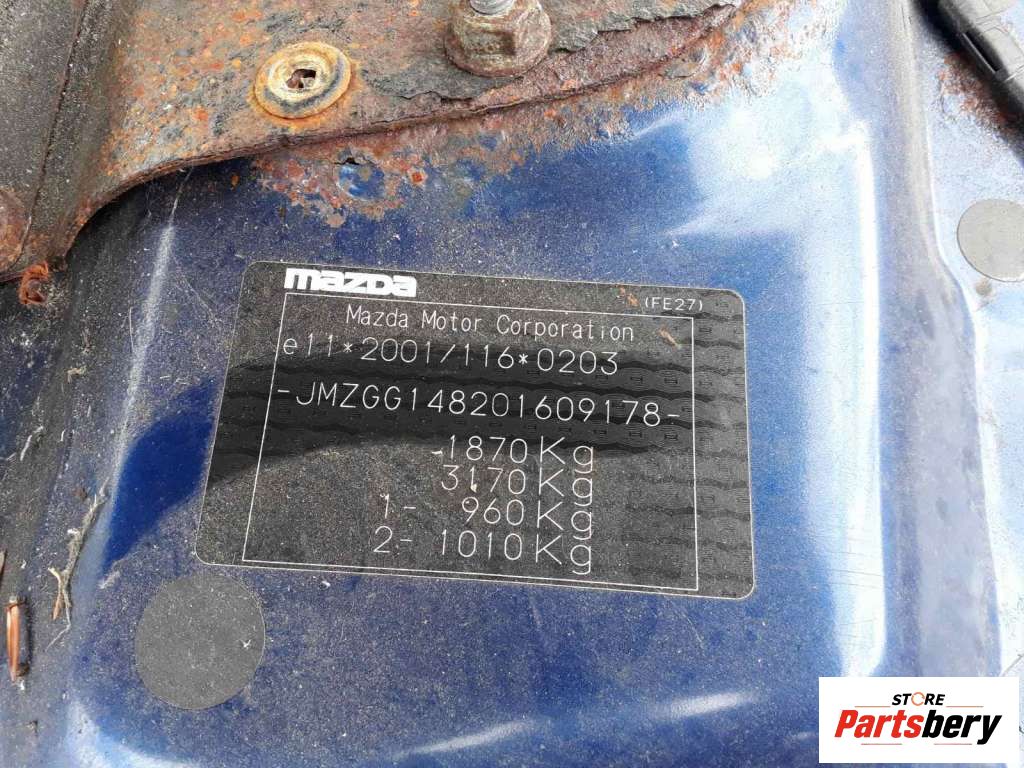 mazda
(FE27)
Mazda Motor Corporation
e11*2001/116*0203
-JMZGG148201609178-
1870Kg
3170Kg
1- 960Kg
2- 1010Kg
STORE
Partsbery